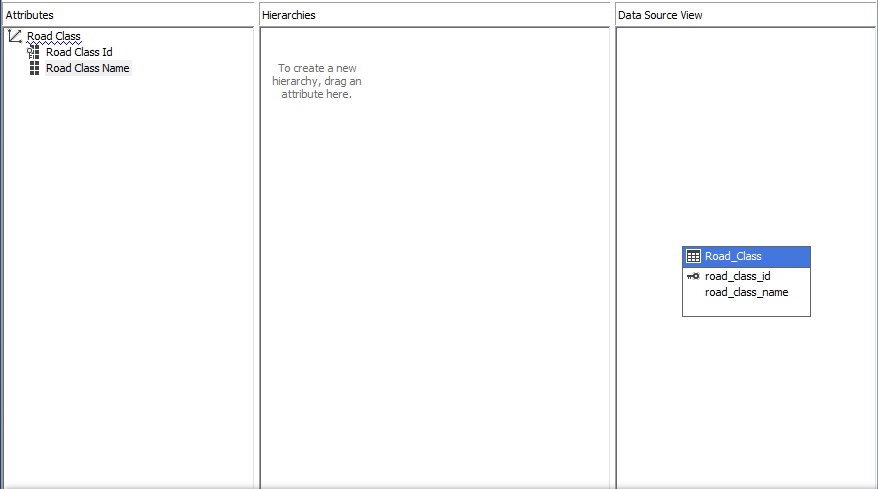 Attributes
Road Class
Road Class Id
Road Class Name
Hierarchies
To create a new
hierarchy, drag an
attribute here.
Data Source View
Road_Class
road_class_id
road_class_name